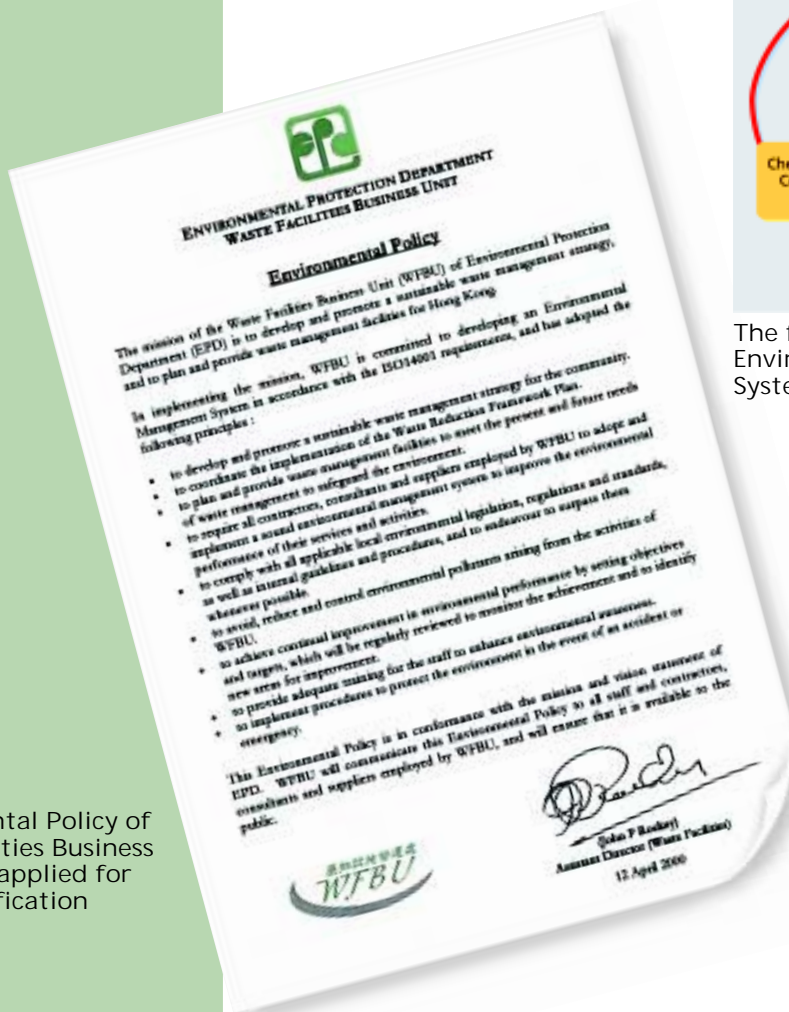 ENVIRONMENTAL PROTECTION DEPARTMENT
WASTE FACILITIES BUSINESS UNIT
Environmental Policy
The mission of the Waste Facilities Business Unit (WFBU) of Environmental Protection
Department (EPD) is to develop and promote a sustainable waste management strategy,
and to plan and provide waste management facilities for Hong Kong.
In implementing the mission, WFBU is committed to developing an Environmental
Management System in accordance with the ISO14001 requirements, and has adopted the
following principles :
• to develop and promote a sustainable waste management strategy for the community.
• to coordinate the implementation of the Waste Reduction Framework Plan.
• to plan and provide waste management facilities to meet the present and future needs
of waste management to safeguard the environment.
• to require all contractors, consultants and suppliers employed by WFBU to adopt and
implement a sound environmental management system to improve the environmental
performance of their services and activities.
• to comply with all applicable local environmental legislation, regulations and standards,
as well as internal guidelines and procedures, and to endeavour to surpass them
whenever possible.
• to avoid, reduce and control environmental pollutants arising from the activities of
WFBU.
• to achieve continual improvement in environmental performance by setting objectives
and targets, which will be regularly reviewed to monitor the achievement and to identify
new areas for improvement.
• to provide adequate training for the staff to enhance environmental awareness.
• to implement procedures to protect the environment in the event of an accident or
emergency.
This Environmental Policy is in conformance with the mission and vision statement of
EPD. WFBU will communicate this Environmental Policy to all staff and contractors,
consultants and suppliers employed by WFBU, and will ensure that it is available to the
public.
(John P Rockey)
Assistant Director (Waste Facilities)
12 April 2000
WFBU
ntal Policy of
ties Business
applied for
fication
Che
C
The f
Envir
Syste